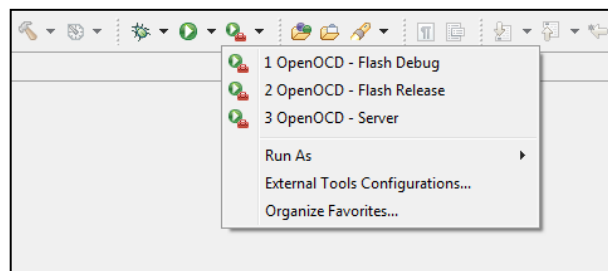 1 OpenOCD - Flash Debug
2 OpenOCD - Flash Release
3 OpenOCD - Server
Run As
External Tools Configurations...
Organize Favorites...